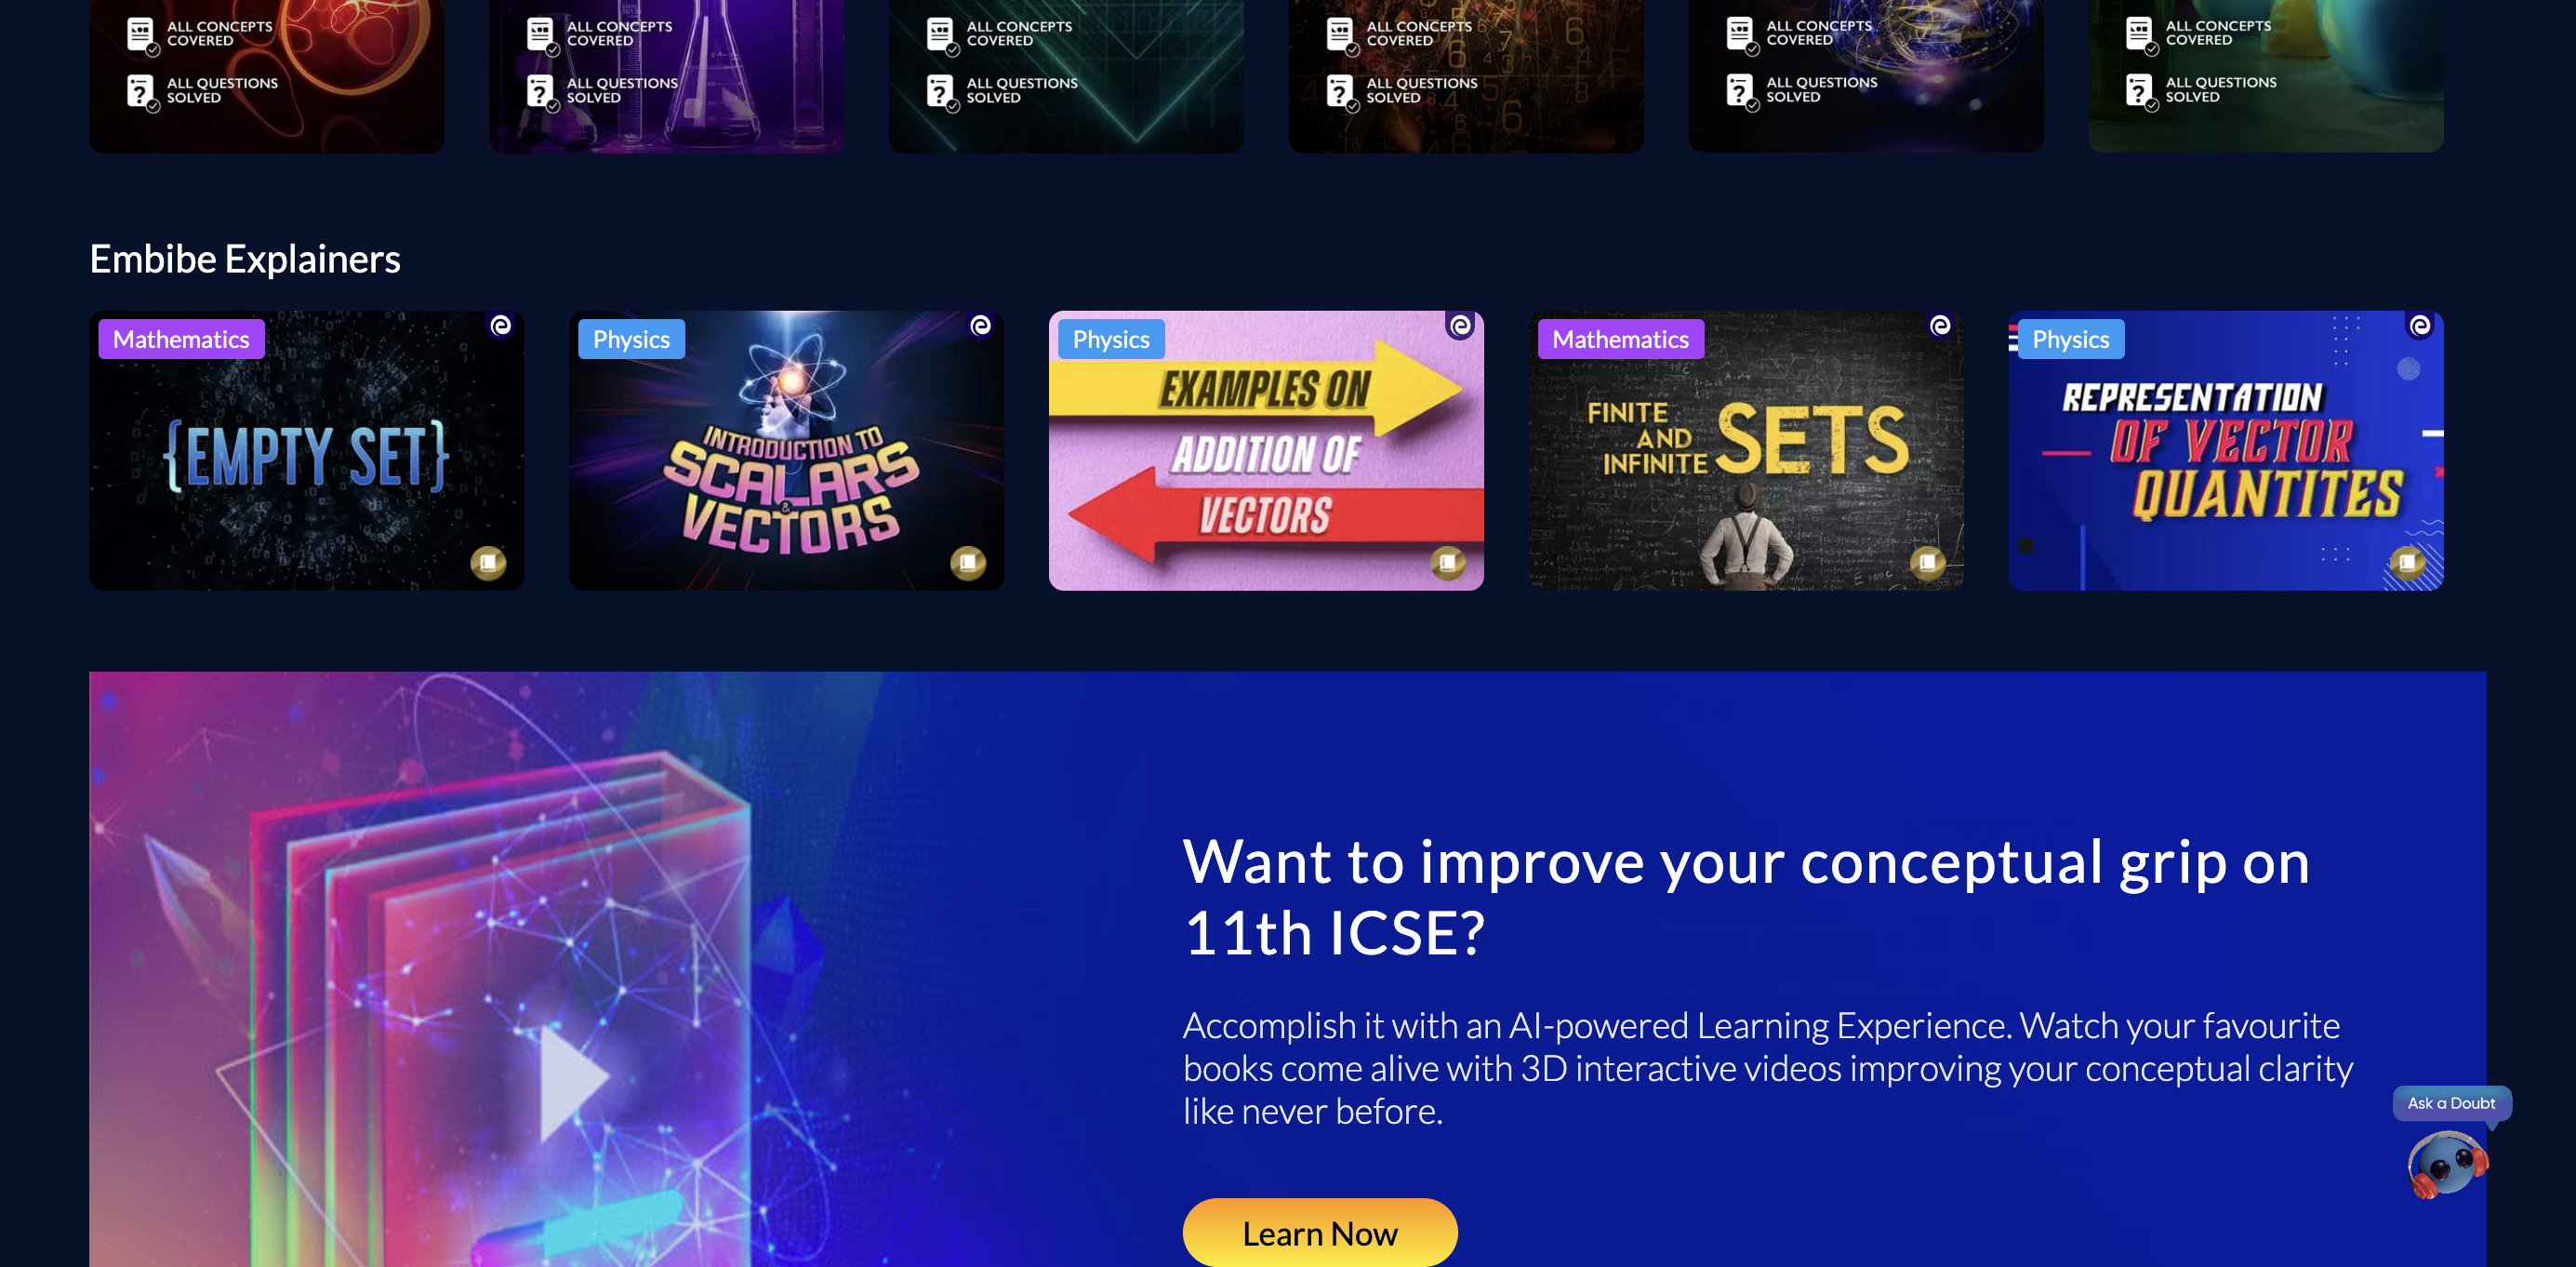 ALL CONCEPTS
COVERED
ALL QUESTIONS
SOLVED
ALL CONCEPTS
COVERED
ALL QUESTIONS
SOLVED
ALL CONCEPTS
COVERED
ALL QUESTIONS
SOLVED
ALL CONCEPTS
COVERED
ALL QUESTIONS
SOLVED
ALL CONCEPTS
COVERED
ALL QUESTIONS
SOLVED
ALL CONCEPTS
COVERED
ALL QUESTIONS
SOLVED
Embibe Explainers
Mathematics
{EMPTY SET}
Physics
INTRODUCTION TO
SCALARS
&
VECTORS
Physics
EXAMPLES ON
ADDITION OF
VECTORS
Mathematics
FINITE
AND
INFINITE SETS
Physics
REPRESENTATION
OF VECTOR
QUANTITES
Want to improve your conceptual grip on
11th ICSE?
Accomplish it with an AI-powered Learning Experience. Watch your favourite
books come alive with 3D interactive videos improving your conceptual clarity
like never before.
Ask a Doubt
Learn Now